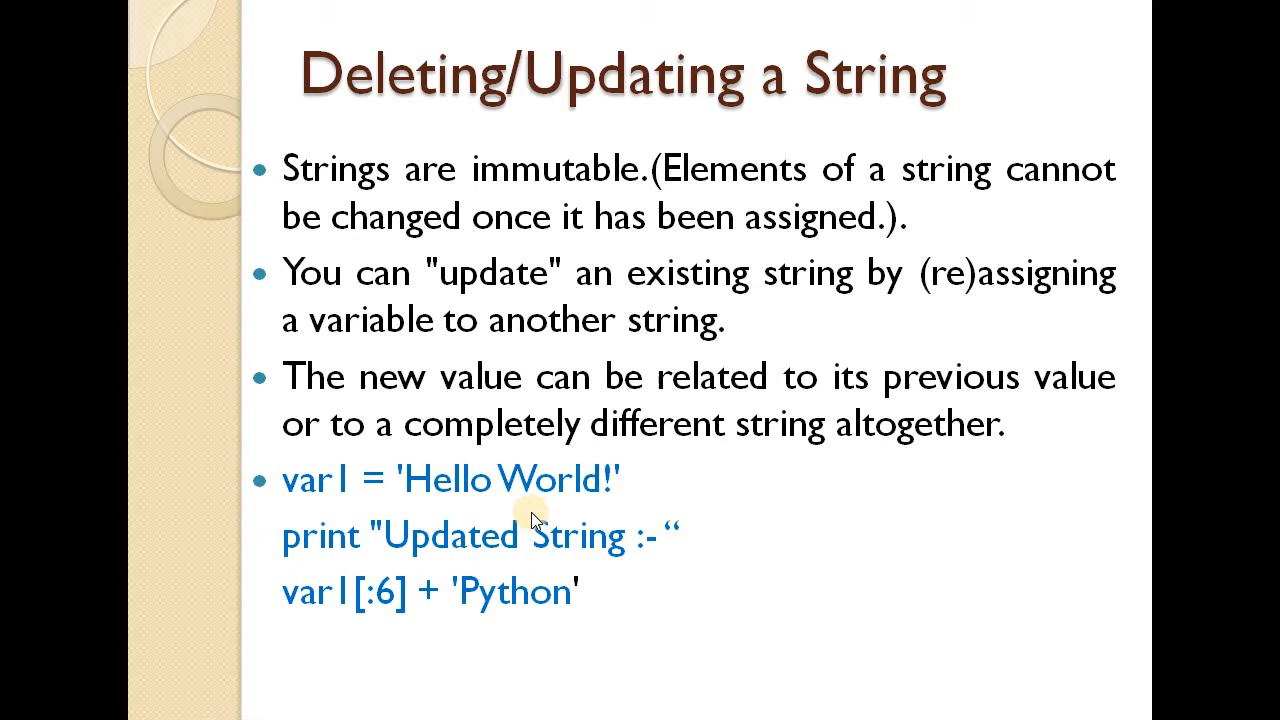 Deleting/Updating a String
• Strings are immutable.(Elements of a string cannot
be changed once it has been assigned.).
• You can "update" an existing string by (re)assigning
a variable to another string.
• The new value can be related to its previous value
or to a completely different string altogether.
• var1 = 'Hello World!'
print "Updated String :- “
var1[:6] + 'Python'